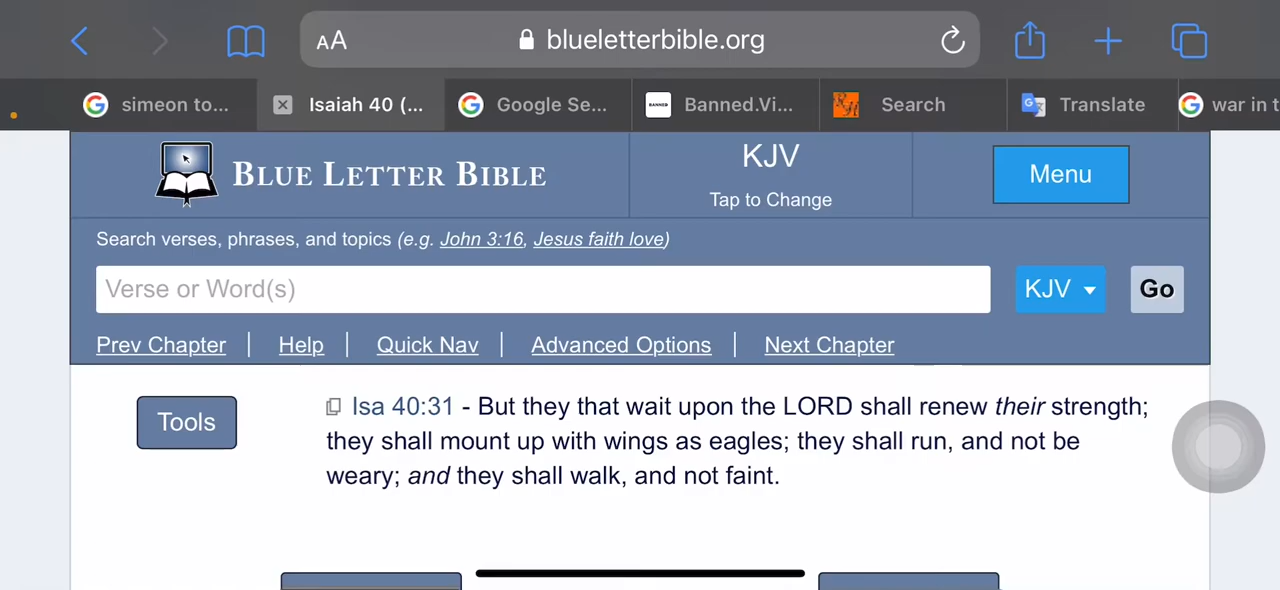 AA blueletterbible.org
simeon to... Isaiah 40 (... Google Se... BANNED Banned.Vi... Search Translate war in t
BLUE LETTER BIBLE
KJV
Tap to Change
Menu
Search verses, phrases, and topics (e.g. John 3:16, Jesus faith love)
Verse or Word(s) KJV Go
Prev Chapter | Help | Quick Nav | Advanced Options | Next Chapter
Tools
Isa 40:31 - But they that wait upon the LORD shall renew their strength;
they shall mount up with wings as eagles; they shall run, and not be
weary; and they shall walk, and not faint.